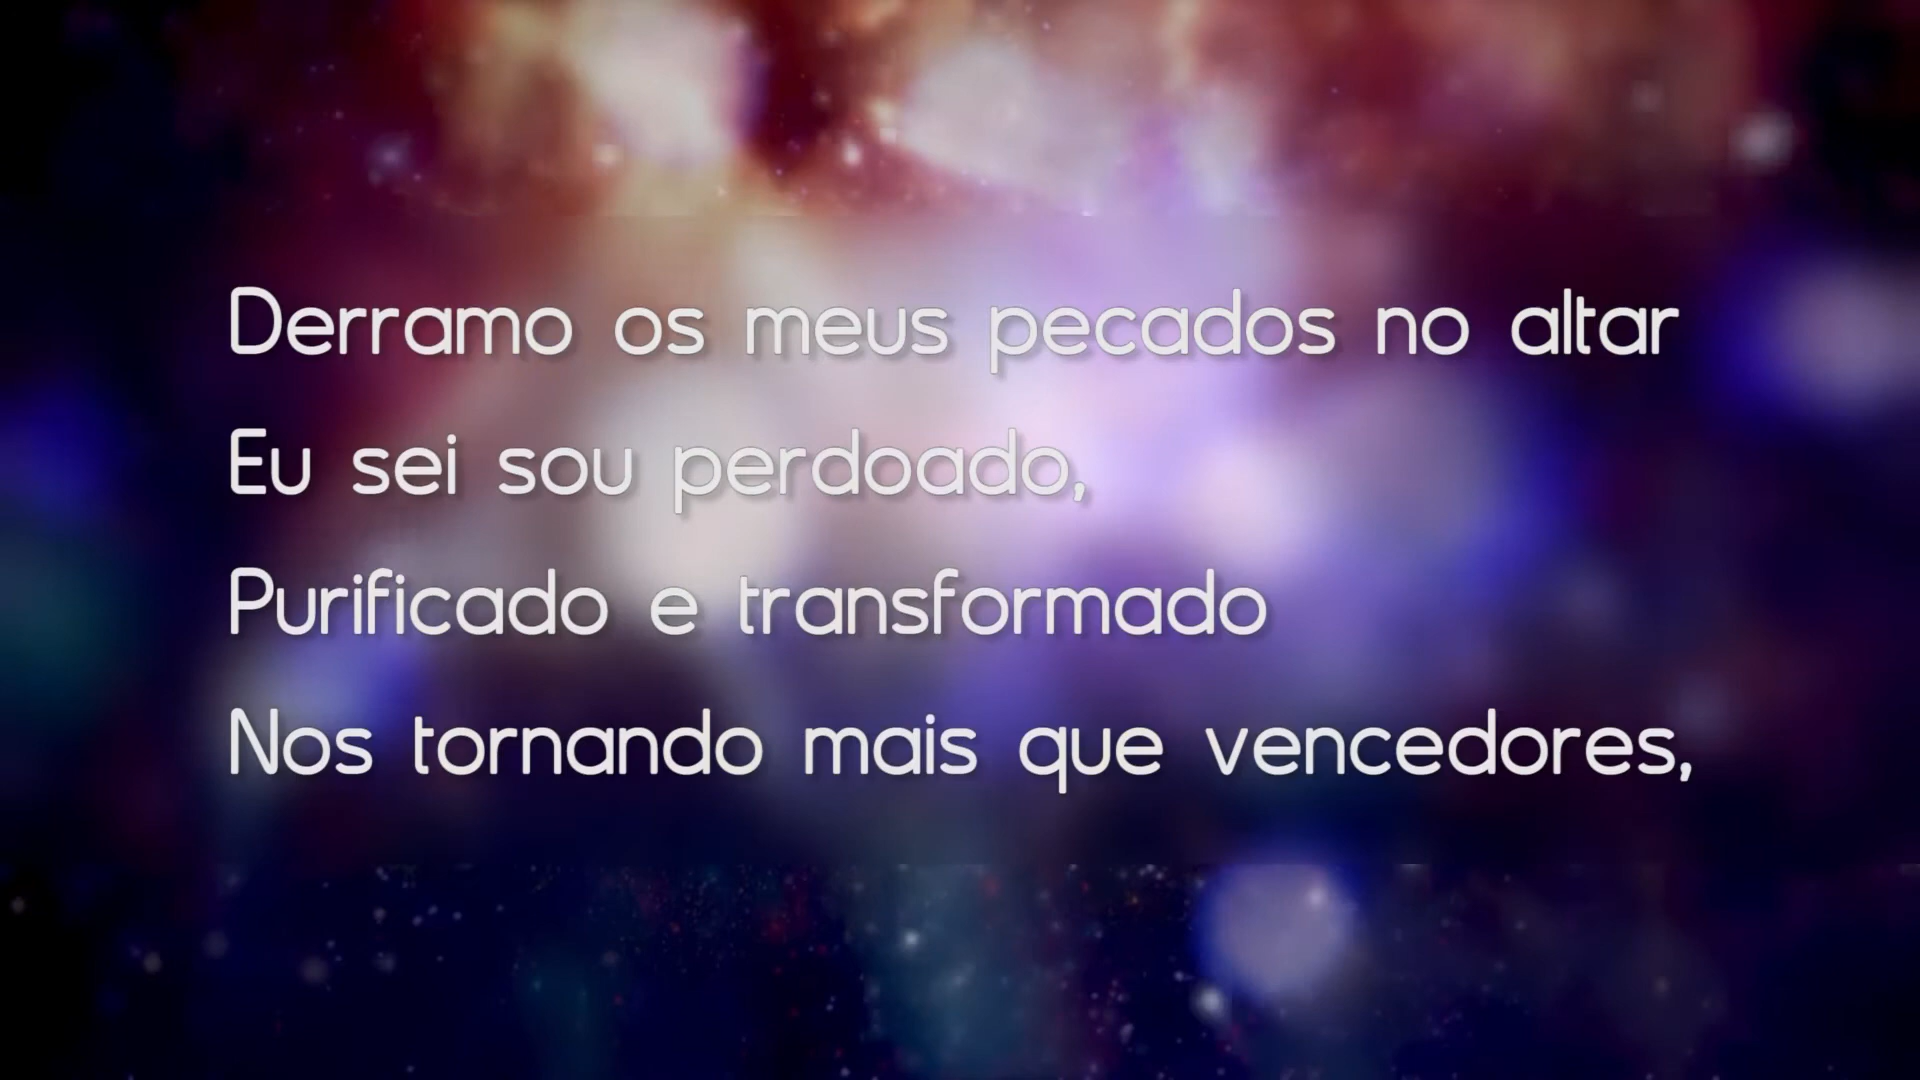 Derramo os meus pecados no altar
Eu sei sou perdoado,
Purificado e transformado
Nos tornando mais que vencedores,